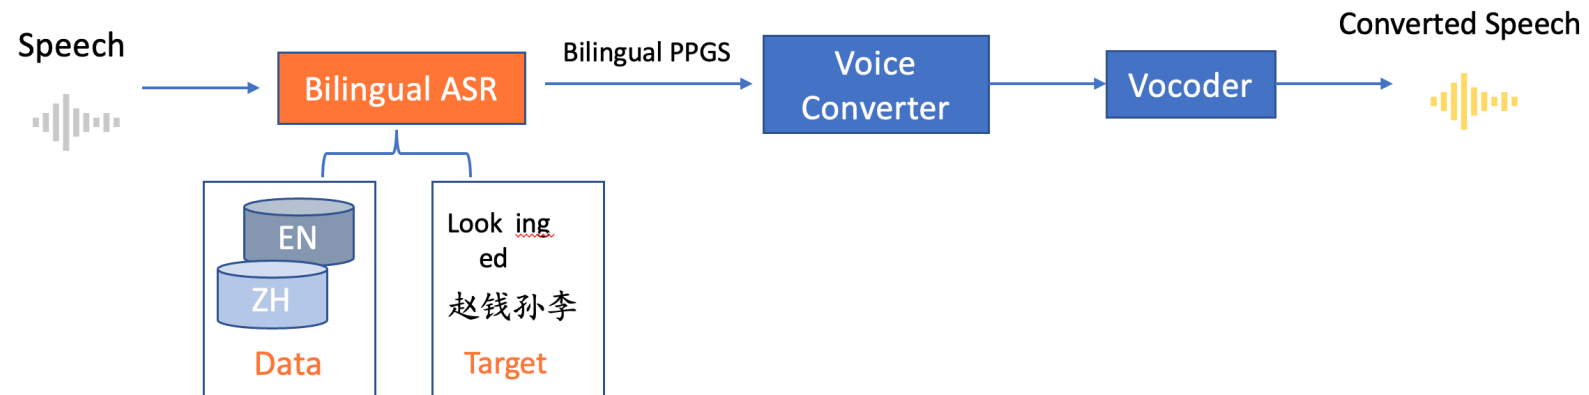 Speech
Bilingual ASR
Bilingual PPGS
Voice
Converter
Vocoder
Converted Speech
EN
ZH
Data
Look ing
ed
赵钱孙李
Target